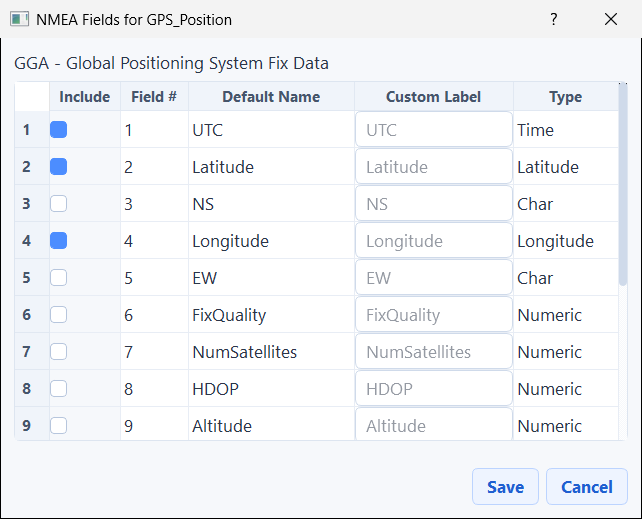 NMEA Fields for GPS_Position
GGA - Global Positioning System Fix Data
Include Field # Default Name Custom Label Type
1 1 UTC UTC Time
2 2 Latitude Latitude Latitude
3 3 NS NS Char
4 4 Longitude Longitude Longitude
5 5 EW EW Char
6 6 FixQuality FixQuality Numeric
7 7 NumSatellites NumSatellites Numeric
8 8 HDOP HDOP Numeric
9 9 Altitude Altitude Numeric
Save Cancel